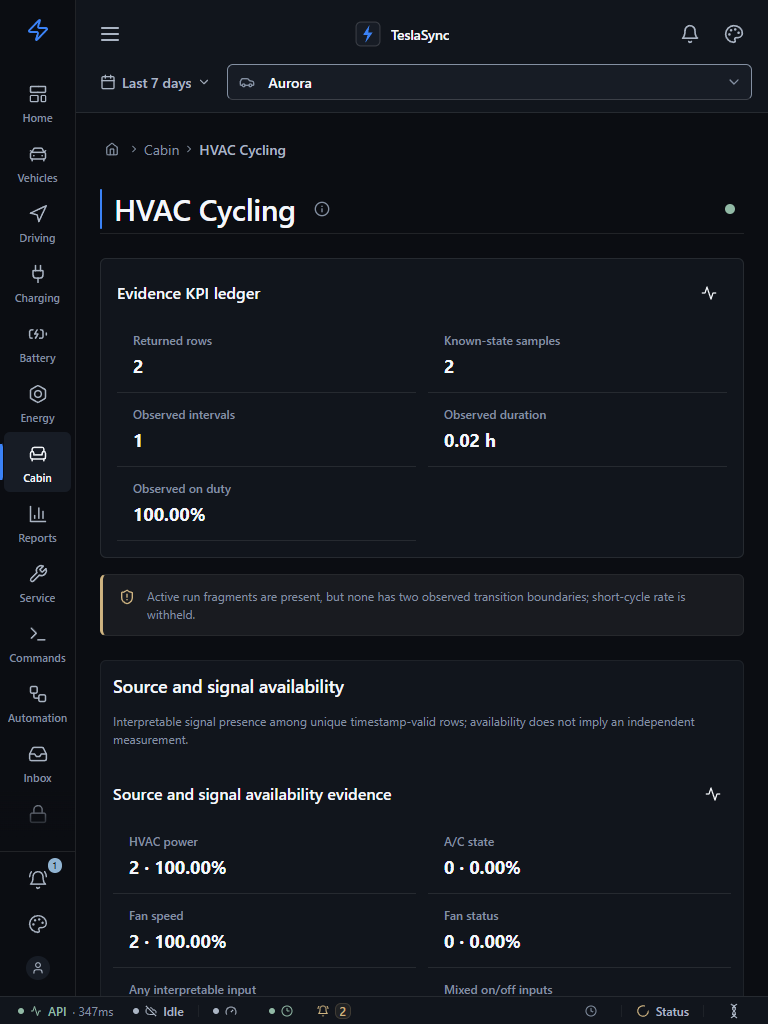 TeslaSync
Last 7 days
Aurora
Home
Vehicles
Driving
Charging
Battery
Energy
Cabin
Reports
Service
Commands
Automation
Inbox
1
Cabin
HVAC Cycling
HVAC Cycling
Evidence KPI ledger
Returned rows
2
Known-state samples
2
Observed intervals
1
Observed duration
0.02 h
Observed on duty
100.00%
Active run fragments are present, but none has two observed transition boundaries; short-cycle rate is
withheld.
Source and signal availability
Interpretable signal presence among unique timestamp-valid rows; availability does not imply an independent
measurement.
Source and signal availability evidence
HVAC power
2 · 100.00%
A/C state
0 · 0.00%
Fan speed
2 · 100.00%
Fan status
0 · 0.00%
Any interpretable input
Mixed on/off inputs
API · 347ms
Idle
2
Status